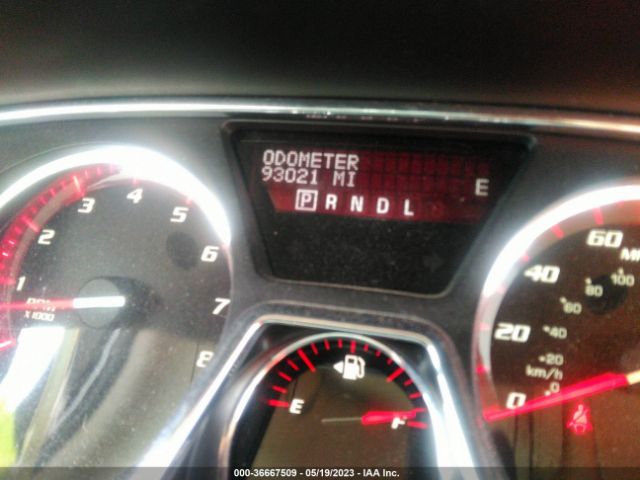 ODOMETER
93021 MI
E
P R N D L
1 2 3 4 5 6 7 8
RPM
X1000
E F
0 20 40 60
MP
0 20 40 60 80 100
km/h
000-36667509 - 05/19/2023 - IAA Inc.